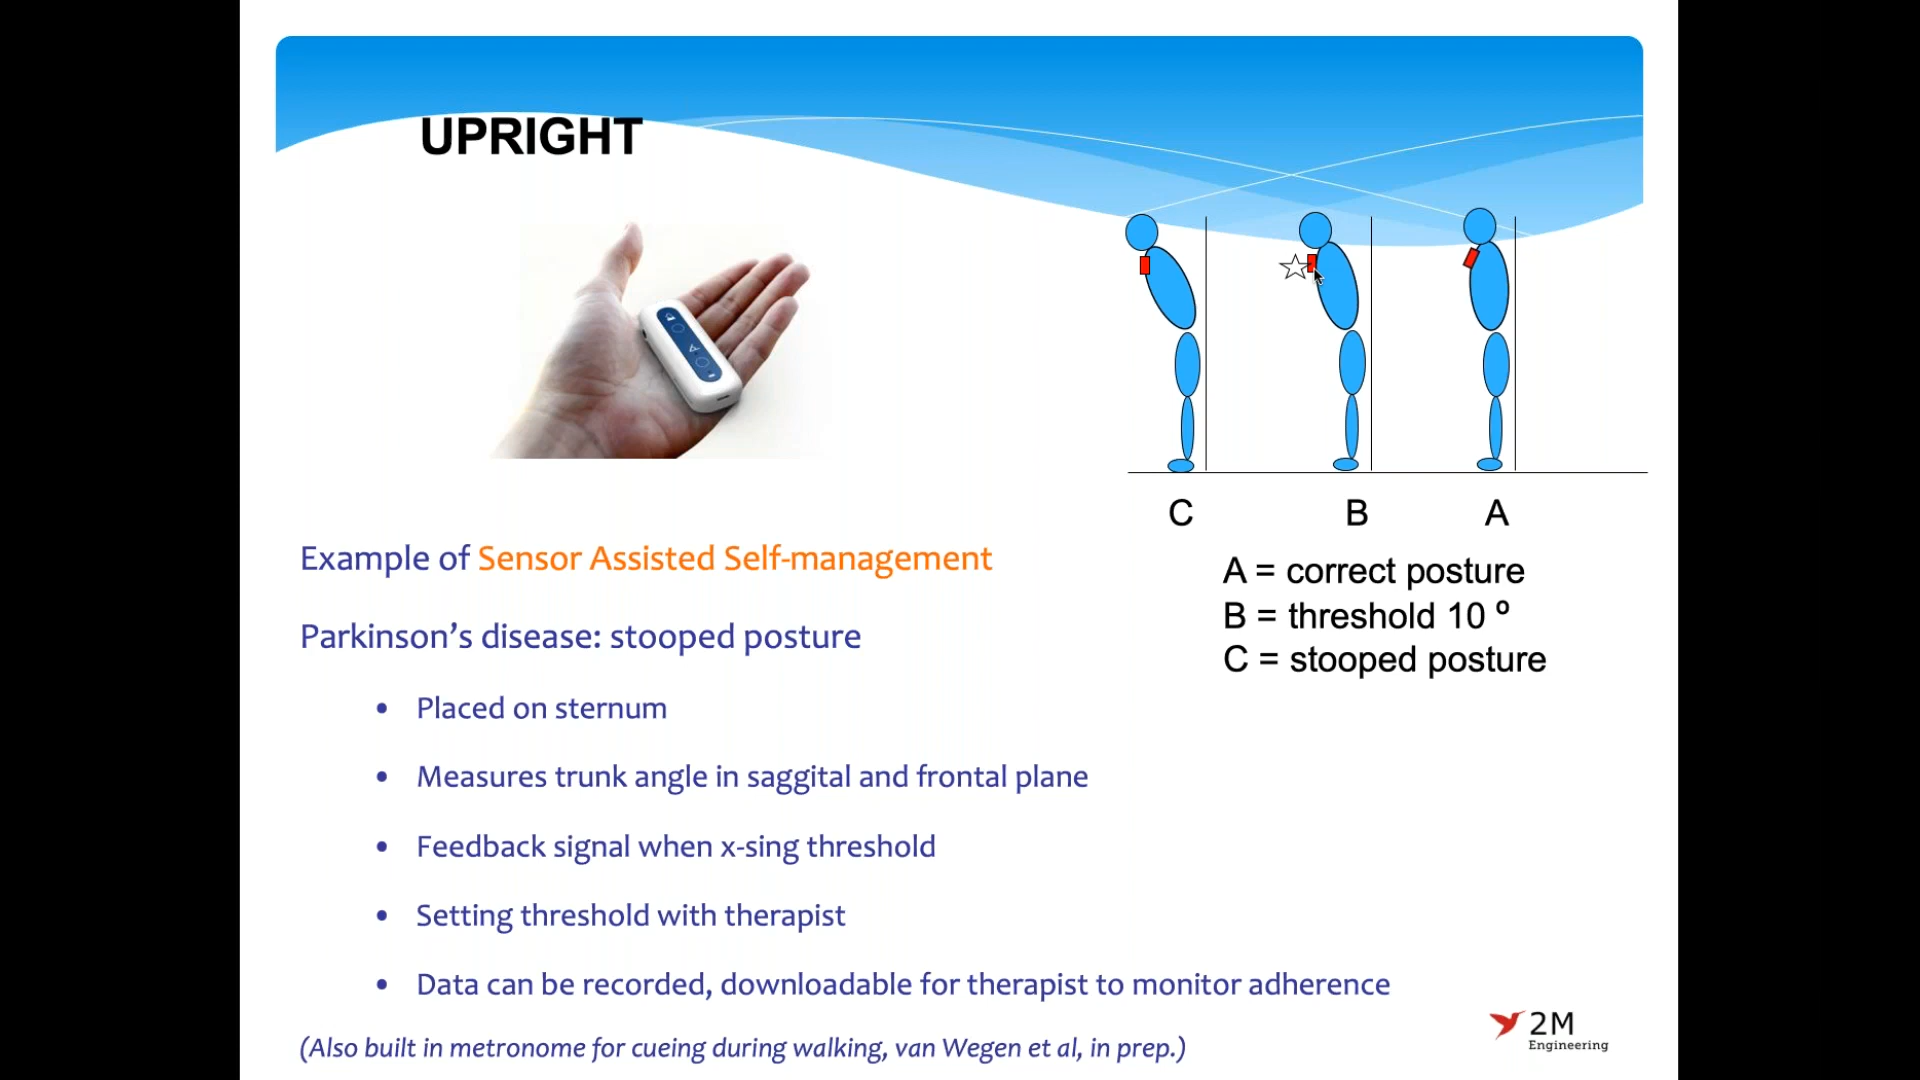 UPRIGHT
C B A
A = correct posture
B = threshold 10 º
C = stooped posture
Example of Sensor Assisted Self-management
Parkinson’s disease: stooped posture
• Placed on sternum
• Measures trunk angle in saggital and frontal plane
• Feedback signal when x-sing threshold
• Setting threshold with therapist
• Data can be recorded, downloadable for therapist to monitor adherence
(Also built in metronome for cueing during walking, van Wegen et al, in prep.)
2M
Engineering